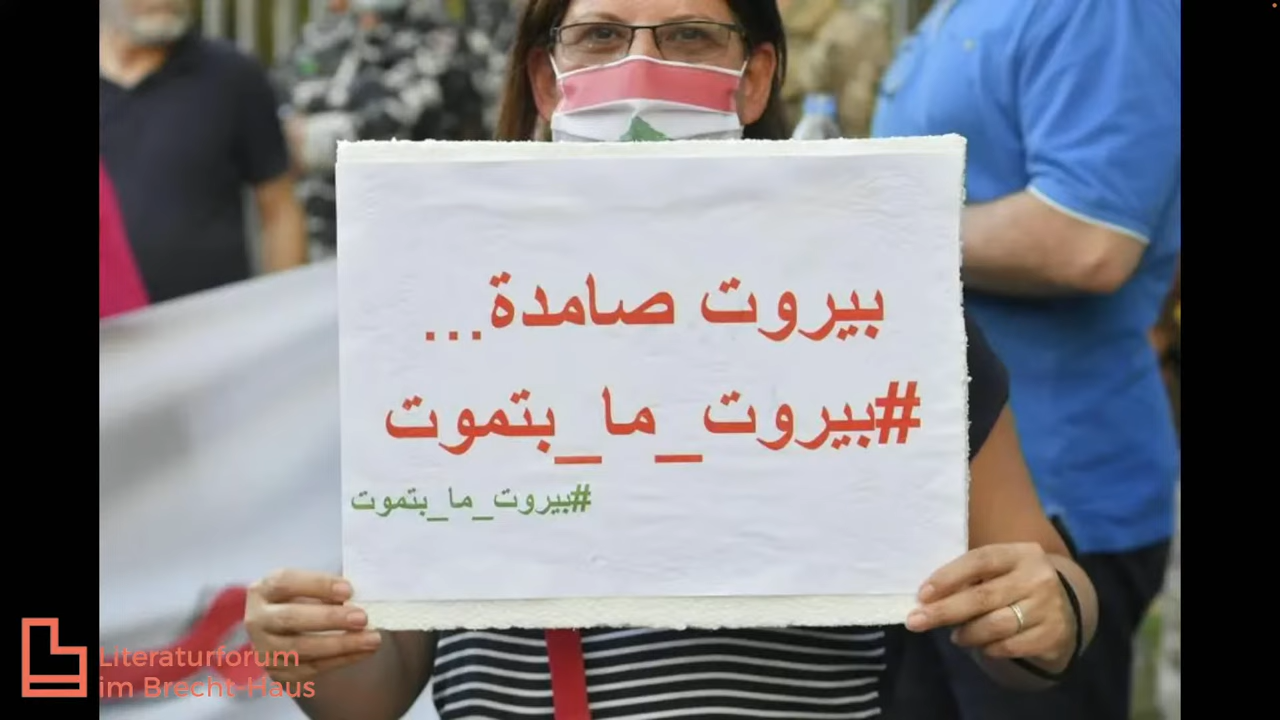 بيروت صامدة...
#بيروت_ما_بتموت
#بيروت_ما_بتموت
Literaturforum
im Brecht-Haus